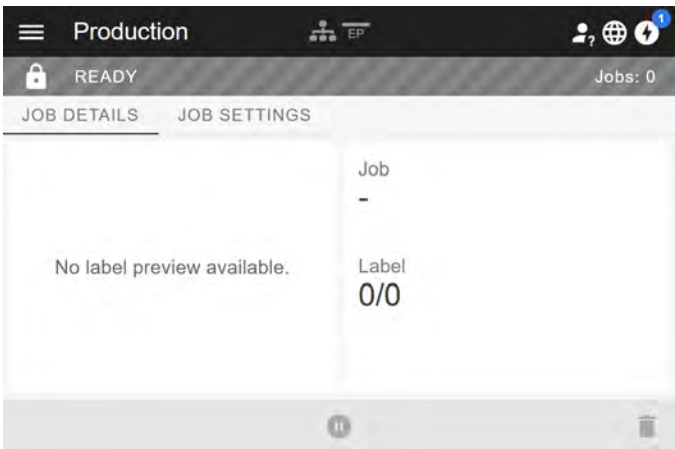 Production
EP
?
1
READY
Jobs: 0
JOB DETAILS
JOB SETTINGS
No label preview available.
Job
-
Label
0/0